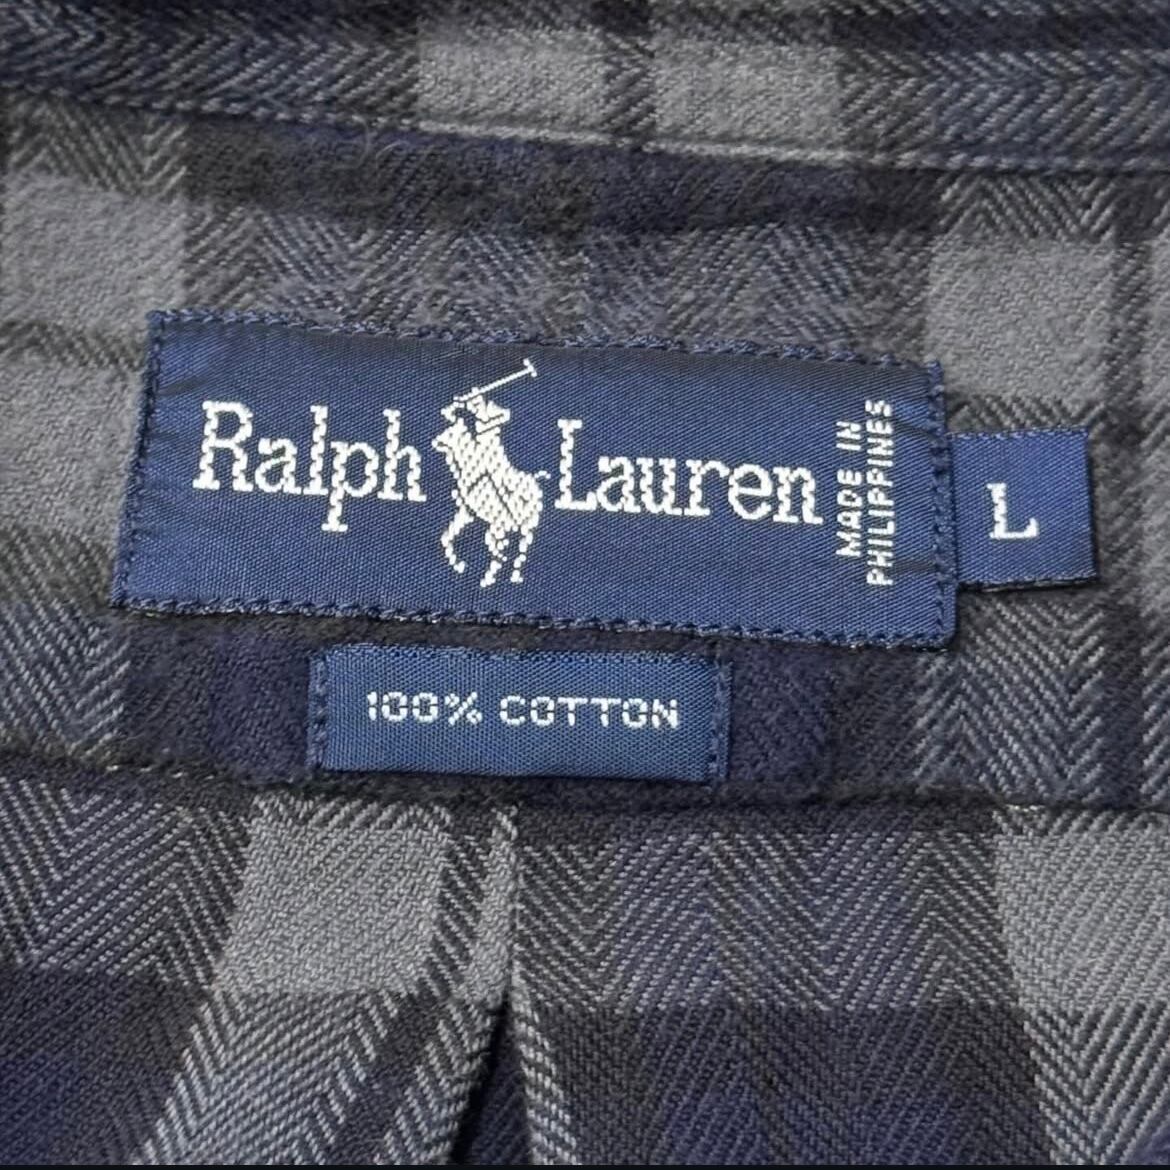 Ralph Lauren
MADE IN
PHILIPPINES
L
100% COTTON